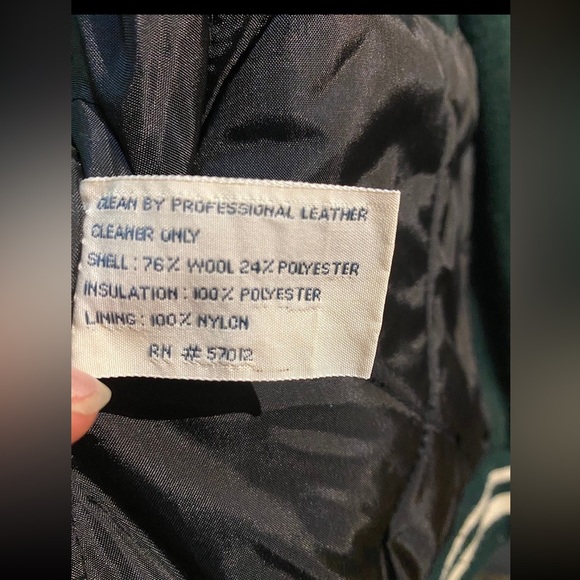 CLEAN BY PROFESSIONAL LEATHER
CLEANER ONLY
SHELL : 76% WOOL 24% POLYESTER
INSULATION : 100% POLYESTER
LINING : 100% NYLON
RN # 57012